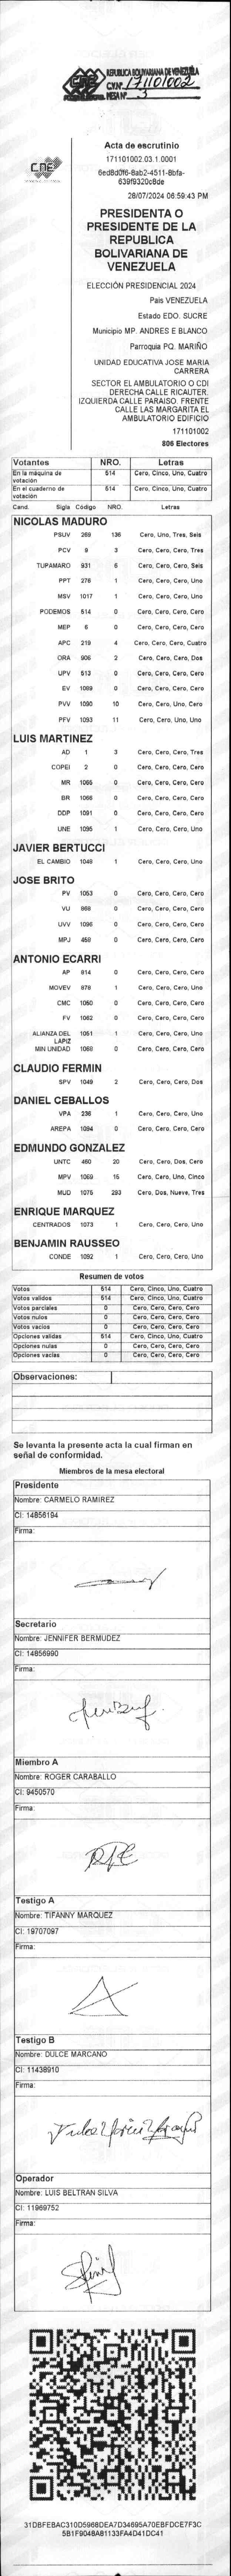 REPUBLICA BOLIVARIANA DE VENEZUELA
CVNº 171101002
MESA Nº 3
CNE
Acta de escrutinio
171101002.03.1.0001
6ed8d0f6-8ab2-4511-8bfa-
639f9320c8de
28/07/2024 06:59:43 PM
PRESIDENTA O
PRESIDENTE DE LA
REPUBLICA
BOLIVARIANA DE
VENEZUELA
ELECCIÓN PRESIDENCIAL 2024
Pais VENEZUELA
Estado EDO. SUCRE
Municipio MP. ANDRES E BLANCO
Parroquia PQ. MARIÑO
UNIDAD EDUCATIVA JOSE MARIA
CARRERA
SECTOR EL AMBULATORIO O CDI
DERECHA CALLE RICAUTER.
IZQUIERDA CALLE PARAISO. FRENTE
CALLE LAS MARGARITA EL
AMBULATORIO EDIFICIO
171101002
806 Electores
Votantes NRO. Letras
En la máquina de votación 514 Cero, Cinco, Uno, Cuatro
En el cuaderno de votación 514 Cero, Cinco, Uno, Cuatro
Cand. Sigla Código NRO. Letras
NICOLAS MADURO
PSUV 269 136 Cero, Uno, Tres, Seis
PCV 9 3 Cero, Cero, Cero, Tres
TUPAMARO 931 6 Cero, Cero, Cero, Seis
PPT 276 1 Cero, Cero, Cero, Uno
MSV 1017 1 Cero, Cero, Cero, Uno
PODEMOS 514 0 Cero, Cero, Cero, Cero
MEP 6 0 Cero, Cero, Cero, Cero
APC 219 4 Cero, Cero, Cero, Cuatro
ORA 906 2 Cero, Cero, Cero, Dos
UPV 613 0 Cero, Cero, Cero, Cero
EV 1089 0 Cero, Cero, Cero, Cero
PVV 1090 10 Cero, Cero, Uno, Cero
PFV 1093 11 Cero, Cero, Uno, Uno
LUIS MARTINEZ
AD 1 3 Cero, Cero, Cero, Tres
COPEI 2 0 Cero, Cero, Cero, Cero
MR 1065 0 Cero, Cero, Cero, Cero
BR 1066 0 Cero, Cero, Cero, Cero
DDP 1091 0 Cero, Cero, Cero, Cero
UNE 1095 1 Cero, Cero, Cero, Uno
JAVIER BERTUCCI
EL CAMBIO 1048 1 Cero, Cero, Cero, Uno
JOSE BRITO
PV 1053 0 Cero, Cero, Cero, Cero
VU 868 0 Cero, Cero, Cero, Cero
UVV 1096 0 Cero, Cero, Cero, Cero
MPJ 458 0 Cero, Cero, Cero, Cero
ANTONIO ECARRI
AP 814 0 Cero, Cero, Cero, Cero
MOVEV 878 1 Cero, Cero, Cero, Uno
CMC 1050 0 Cero, Cero, Cero, Cero
FV 1062 0 Cero, Cero, Cero, Cero
ALIANZA DEL LAPIZ 1051 1 Cero, Cero, Cero, Uno
MIN UNIDAD 1068 0 Cero, Cero, Cero, Cero
CLAUDIO FERMIN
SPV 1049 2 Cero, Cero, Cero, Dos
DANIEL CEBALLOS
VPA 236 1 Cero, Cero, Cero, Uno
AREPA 1094 0 Cero, Cero, Cero, Cero
EDMUNDO GONZALEZ
UNTC 460 20 Cero, Cero, Dos, Cero
MPV 1069 15 Cero, Cero, Uno, Cinco
MUD 1075 293 Cero, Dos, Nueve, Tres
ENRIQUE MARQUEZ
CENTRADOS 1073 1 Cero, Cero, Cero, Uno
BENJAMIN RAUSSEO
CONDE 1092 1 Cero, Cero, Cero, Uno
Resumen de votos
Votos 514 Cero, Cinco, Uno, Cuatro
Votos validos 514 Cero, Cinco, Uno, Cuatro
Votos parciales 0 Cero, Cero, Cero, Cero
Votos nulos 0 Cero, Cero, Cero, Cero
Votos vacios 0 Cero, Cero, Cero, Cero
Opciones validas 514 Cero, Cinco, Uno, Cuatro
Opciones nulas 0 Cero, Cero, Cero, Cero
Opciones vacias 0 Cero, Cero, Cero, Cero
Observaciones:
Se levanta la presente acta la cual firman en
señal de conformidad.
Miembros de la mesa electoral
Presidente
Nombre: CARMELO RAMIREZ
CI: 14856194
Firma:
Secretario
Nombre: JENNIFER BERMUDEZ
CI: 14856990
Firma:
Miembro A
Nombre: ROGER CARABALLO
CI: 9450570
Firma:
Testigo A
Nombre: TIFANNY MARQUEZ
CI: 19707097
Firma:
Testigo B
Nombre: DULCE MARCANO
CI: 11438910
Firma:
Operador
Nombre: LUIS BELTRAN SILVA
CI: 11969752
Firma:
31DBFEBAC310D5968DEA7D34695A70EBFDCE7F3C
5B1F9048A81133FA4D41DC41